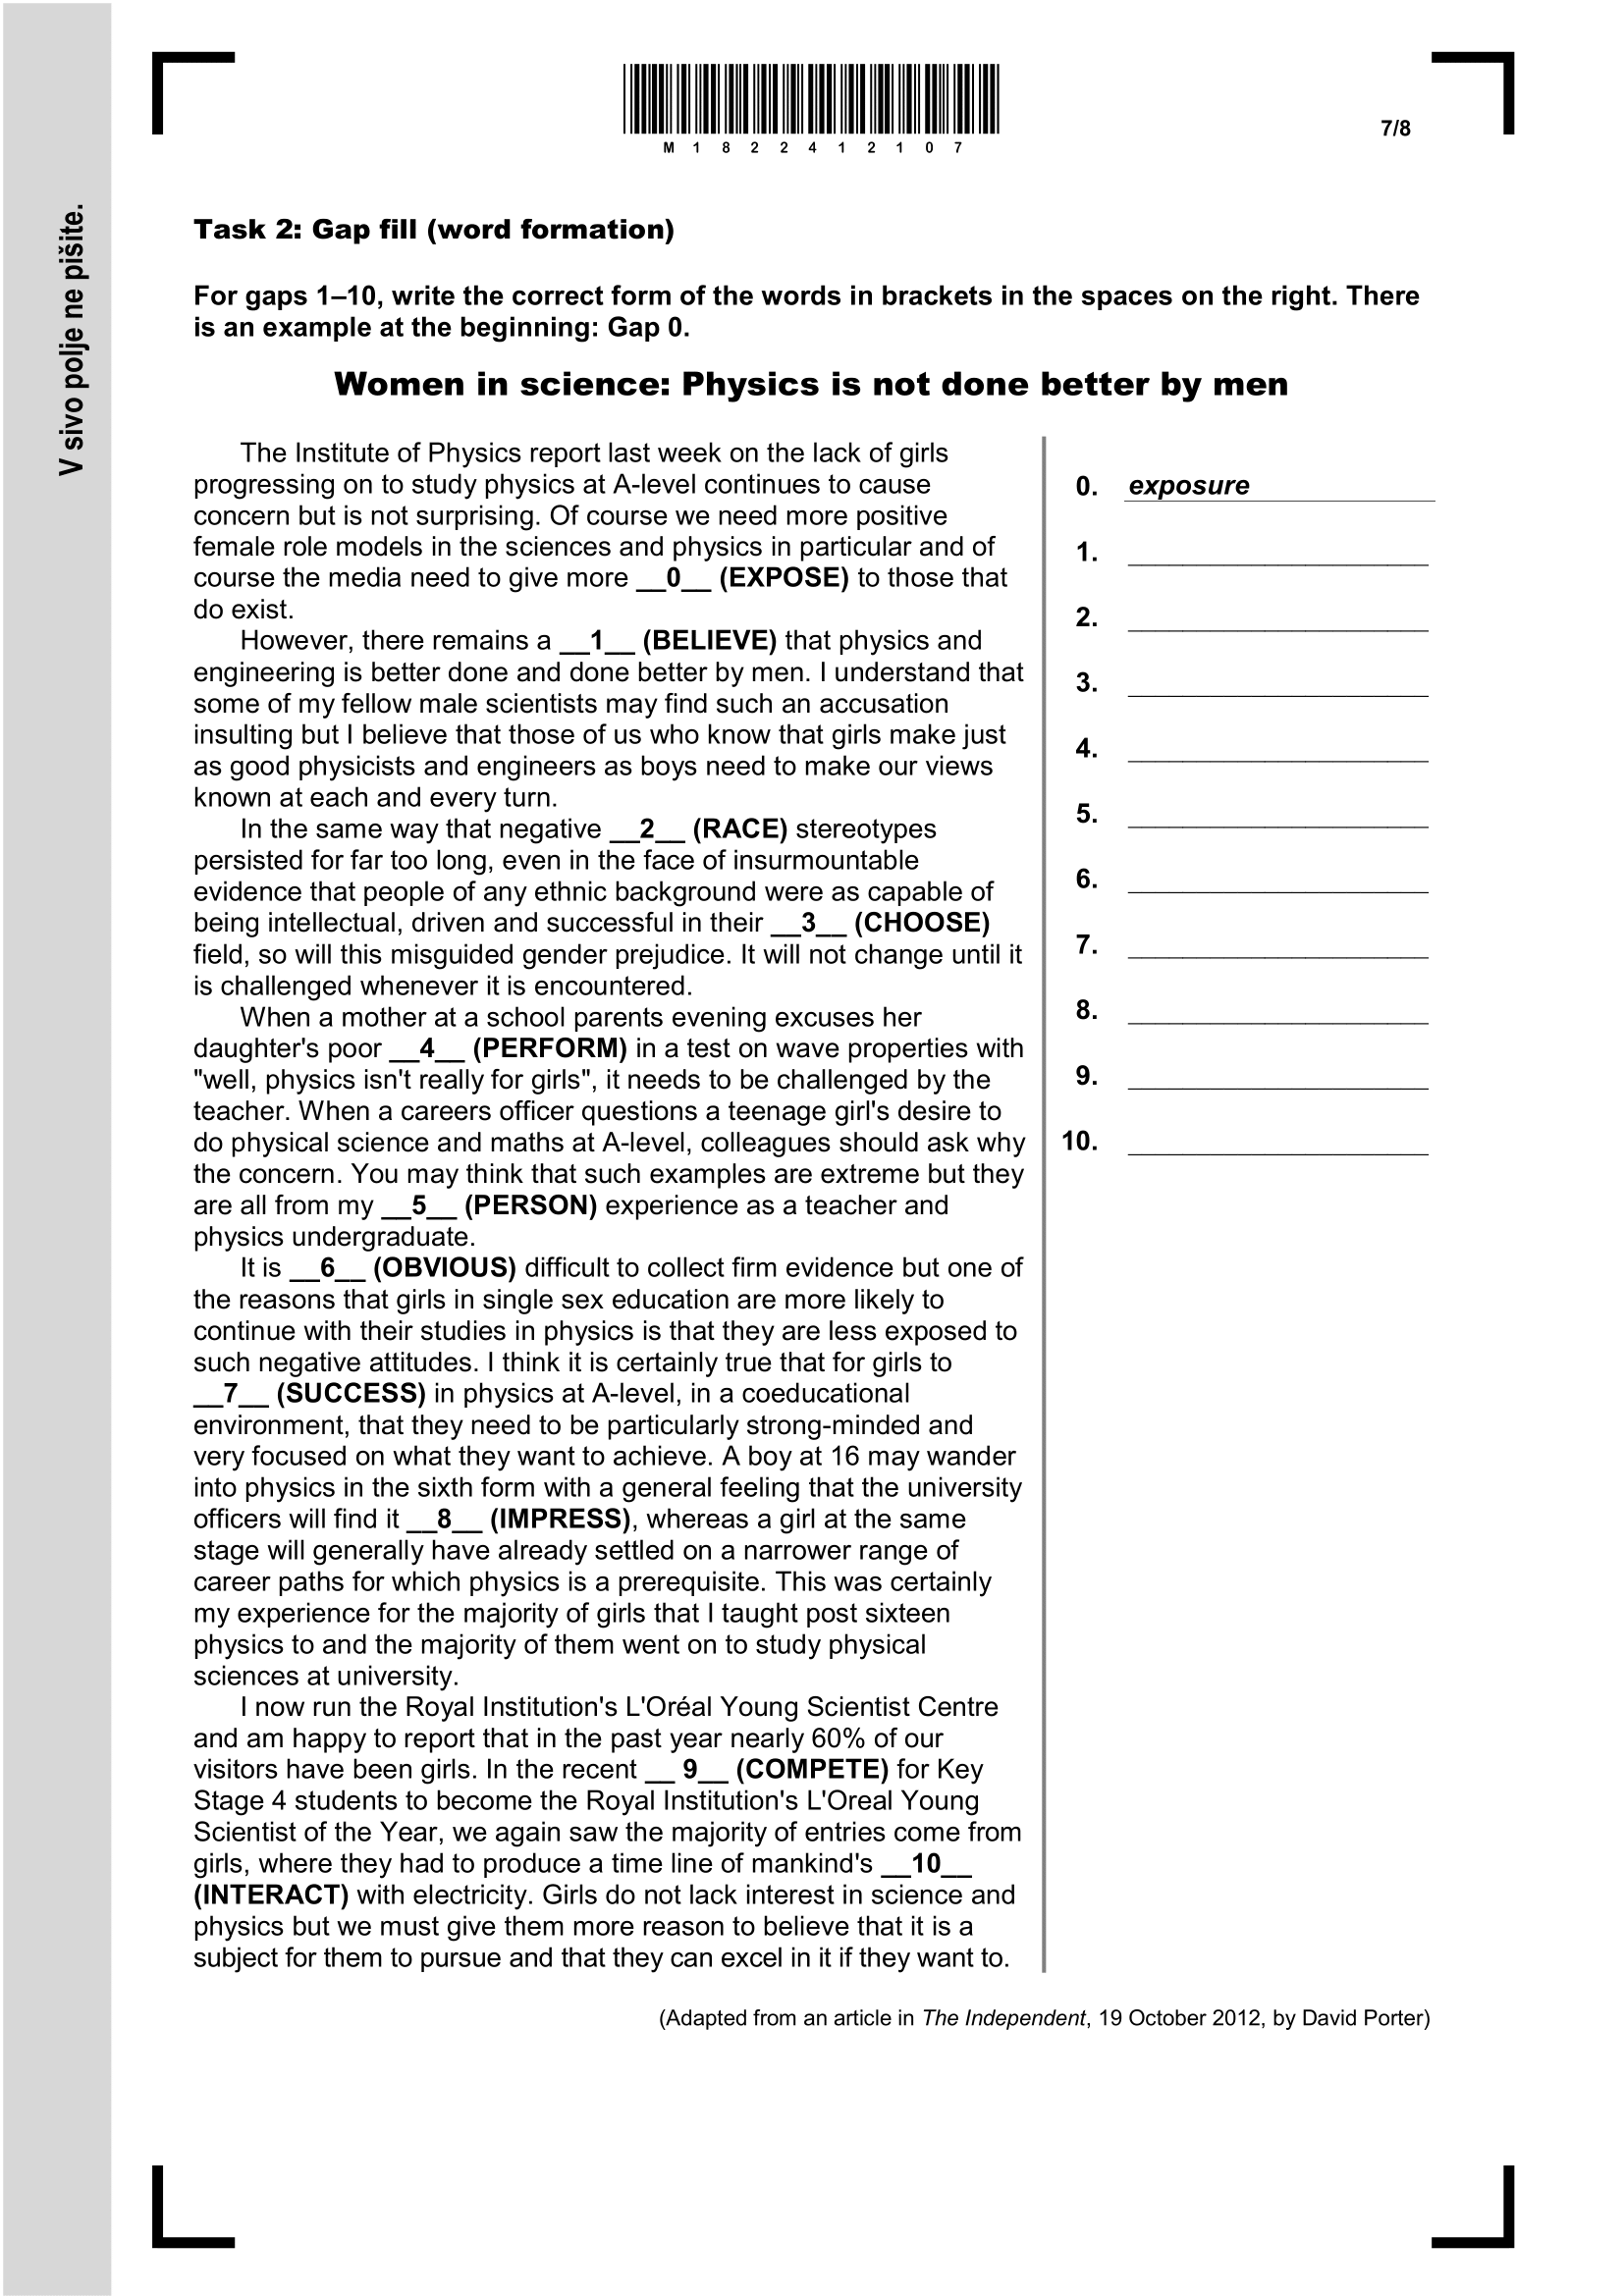 M 1 8 2 2 4 1 2 1 0 7
7/8
V sivo polje ne pišite.
Task 2: Gap fill (word formation)
For gaps 1–10, write the correct form of the words in brackets in the spaces on the right. There
is an example at the beginning: Gap 0.
Women in science: Physics is not done better by men
The Institute of Physics report last week on the lack of girls
progressing on to study physics at A-level continues to cause
concern but is not surprising. Of course we need more positive
female role models in the sciences and physics in particular and of
course the media need to give more __0__ (EXPOSE) to those that
do exist.
However, there remains a __1__ (BELIEVE) that physics and
engineering is better done and done better by men. I understand that
some of my fellow male scientists may find such an accusation
insulting but I believe that those of us who know that girls make just
as good physicists and engineers as boys need to make our views
known at each and every turn.
In the same way that negative __2__ (RACE) stereotypes
persisted for far too long, even in the face of insurmountable
evidence that people of any ethnic background were as capable of
being intellectual, driven and successful in their __3__ (CHOOSE)
field, so will this misguided gender prejudice. It will not change until it
is challenged whenever it is encountered.
When a mother at a school parents evening excuses her
daughter's poor __4__ (PERFORM) in a test on wave properties with
"well, physics isn't really for girls", it needs to be challenged by the
teacher. When a careers officer questions a teenage girl's desire to
do physical science and maths at A-level, colleagues should ask why
the concern. You may think that such examples are extreme but they
are all from my __5__ (PERSON) experience as a teacher and
physics undergraduate.
It is __6__ (OBVIOUS) difficult to collect firm evidence but one of
the reasons that girls in single sex education are more likely to
continue with their studies in physics is that they are less exposed to
such negative attitudes. I think it is certainly true that for girls to
__7__ (SUCCESS) in physics at A-level, in a coeducational
environment, that they need to be particularly strong-minded and
very focused on what they want to achieve. A boy at 16 may wander
into physics in the sixth form with a general feeling that the university
officers will find it __8__ (IMPRESS), whereas a girl at the same
stage will generally have already settled on a narrower range of
career paths for which physics is a prerequisite. This was certainly
my experience for the majority of girls that I taught post sixteen
physics to and the majority of them went on to study physical
sciences at university.
I now run the Royal Institution's L'Oréal Young Scientist Centre
and am happy to report that in the past year nearly 60% of our
visitors have been girls. In the recent __ 9__ (COMPETE) for Key
Stage 4 students to become the Royal Institution's L'Oreal Young
Scientist of the Year, we again saw the majority of entries come from
girls, where they had to produce a time line of mankind's __10__
(INTERACT) with electricity. Girls do not lack interest in science and
physics but we must give them more reason to believe that it is a
subject for them to pursue and that they can excel in it if they want to.
0. exposure
1.
2.
3.
4.
5.
6.
7.
8.
9.
10.
(Adapted from an article in The Independent, 19 October 2012, by David Porter)